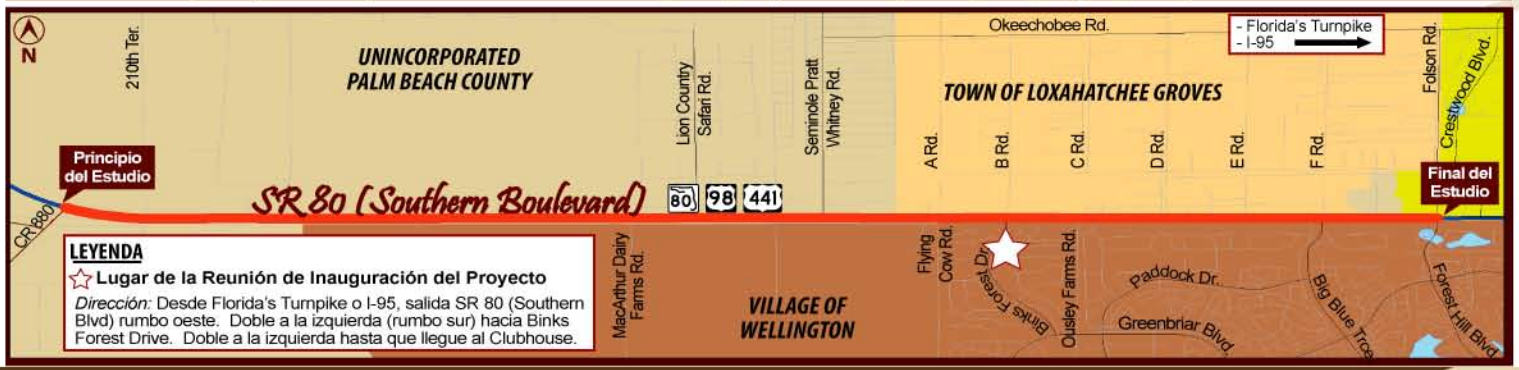 N
210th Ter.
UNINCORPORATED
PALM BEACH COUNTY
Lion Country
Safari Rd.
Seminole Pratt
Whitney Rd.
Okeechobee Rd.
- Florida's Turnpike
- I-95
TOWN OF LOXAHATCHEE GROVES
Folson Rd.
Crestwood Blvd.
A Rd.
B Rd.
C Rd.
D Rd.
E Rd.
F Rd.
Principio
del Estudio
Final del
Estudio
SR 80 (Southern Boulevard)
80
98
441
CR 880
LEYENDA
Lugar de la Reunión de Inauguración del Proyecto
Dirección: Desde Florida's Turnpike o I-95, salida SR 80 (Southern
Blvd) rumbo oeste. Doble a la izquierda (rumbo sur) hacia Binks
Forest Drive. Doble a la izquierda hasta que llegue al Clubhouse.
MacArthur Dairy
Farms Rd.
VILLAGE OF
WELLINGTON
Flying
Cow Rd.
Binks Forest Dr.
Ousley Farms Rd.
Paddock Dr.
Greenbriar Blvd.
Big Blue Trce
Forest Hill Blvd.